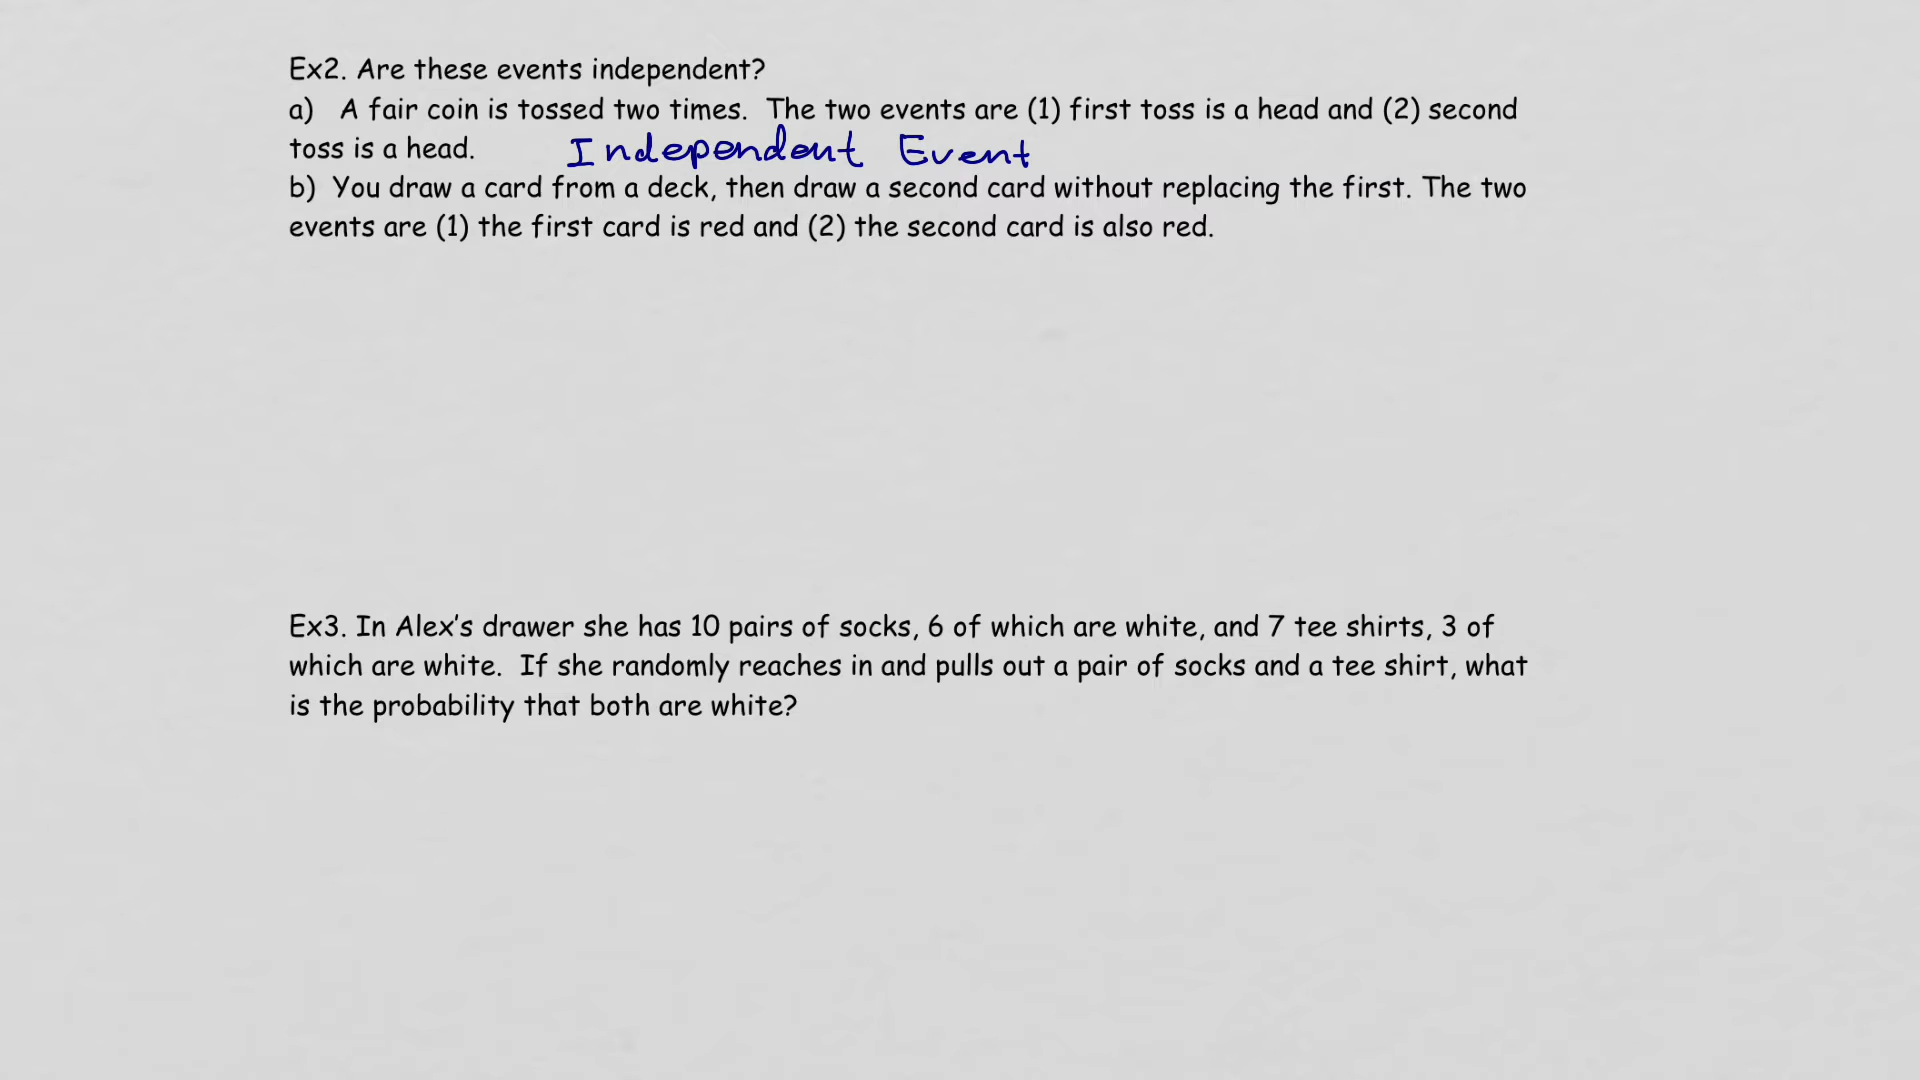 Ex2. Are these events independent?
a) A fair coin is tossed two times. The two events are (1) first toss is a head and (2) second
toss is a head. Independent Event
b) You draw a card from a deck, then draw a second card without replacing the first. The two
events are (1) the first card is red and (2) the second card is also red.
Ex3. In Alex's drawer she has 10 pairs of socks, 6 of which are white, and 7 tee shirts, 3 of
which are white. If she randomly reaches in and pulls out a pair of socks and a tee shirt, what
is the probability that both are white?